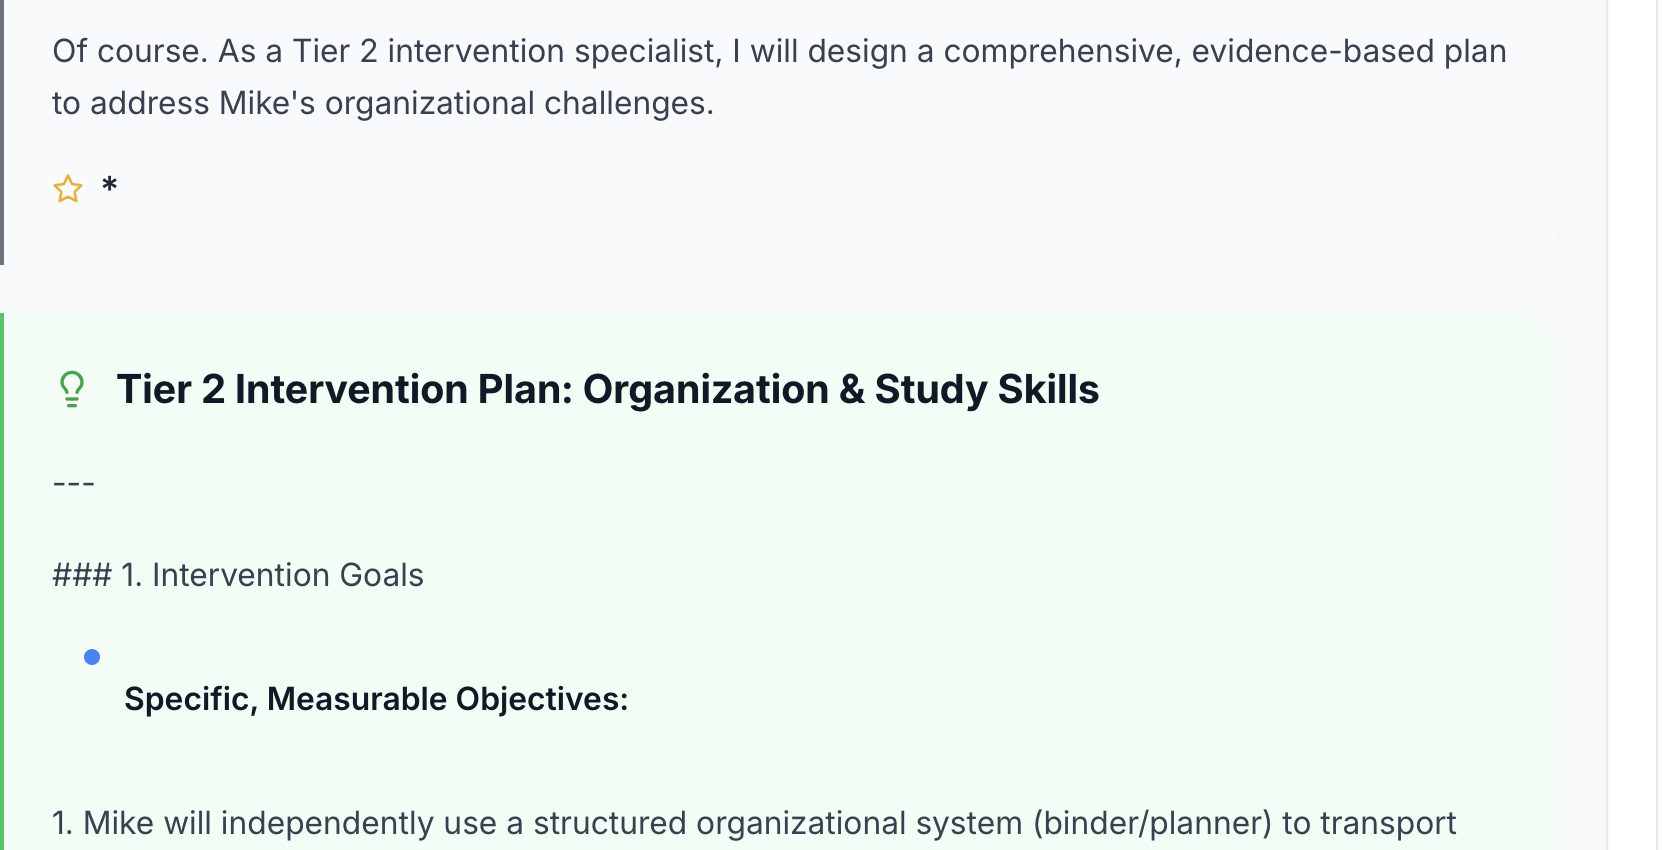 Of course. As a Tier 2 intervention specialist, I will design a comprehensive, evidence-based plan
to address Mike's organizational challenges.
*
Tier 2 Intervention Plan: Organization & Study Skills
---
### 1. Intervention Goals
Specific, Measurable Objectives:
1. Mike will independently use a structured organizational system (binder/planner) to transport